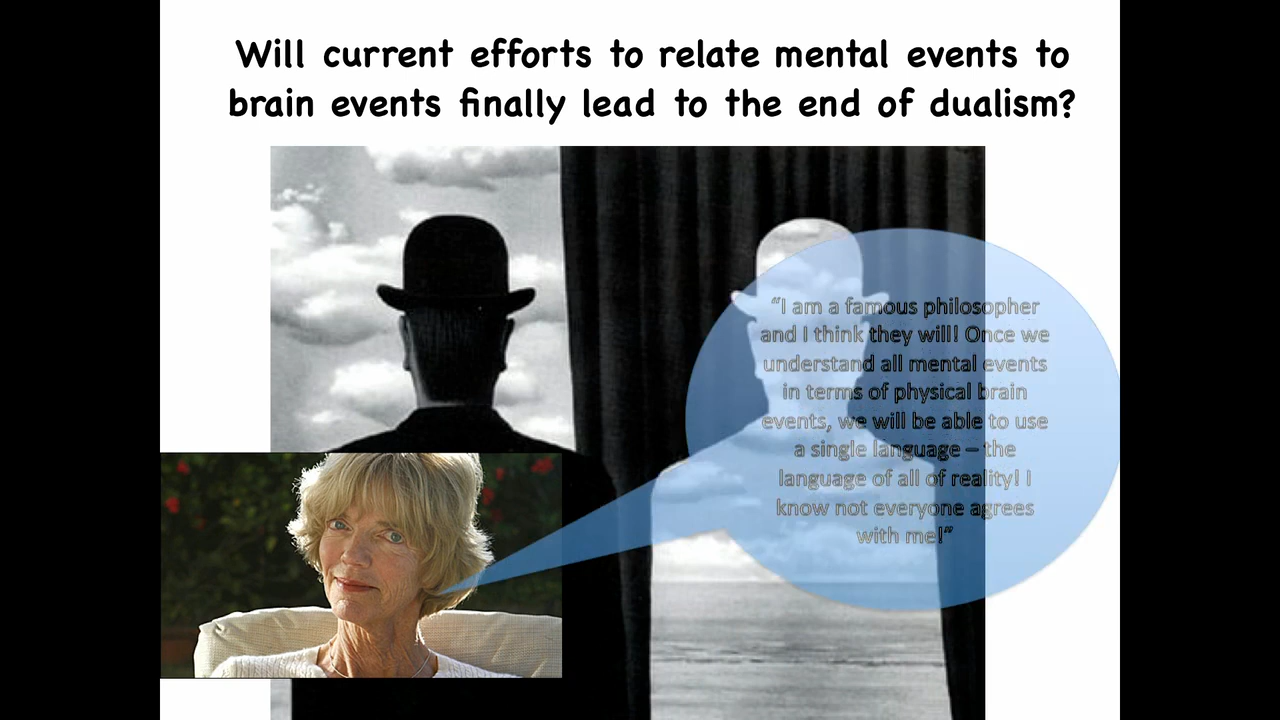 Will current efforts to relate mental events to
brain events finally lead to the end of dualism?
“I am a famous philosopher
and I think they will! Once we
understand all mental events
in terms of physical brain
events, we will be able to use
a single language – the
language of all of reality! I
know not everyone agrees
with me!”